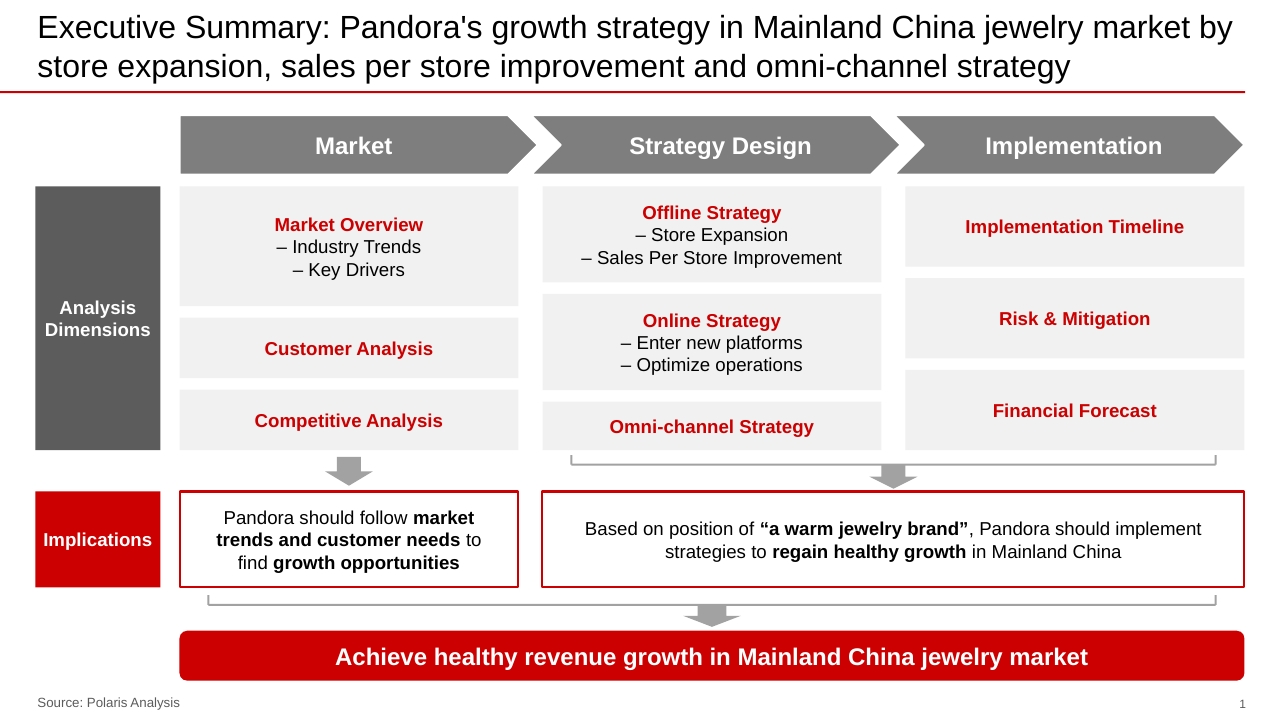 Executive Summary: Pandora's growth strategy in Mainland China jewelry market by
store expansion, sales per store improvement and omni-channel strategy
Market
Strategy Design
Implementation
Analysis
Dimensions
Market Overview
– Industry Trends
– Key Drivers
Customer Analysis
Competitive Analysis
Offline Strategy
– Store Expansion
– Sales Per Store Improvement
Online Strategy
– Enter new platforms
– Optimize operations
Omni-channel Strategy
Implementation Timeline
Risk & Mitigation
Financial Forecast
Implications
Pandora should follow market
trends and customer needs to
find growth opportunities
Based on position of “a warm jewelry brand”, Pandora should implement
strategies to regain healthy growth in Mainland China
Achieve healthy revenue growth in Mainland China jewelry market
Source: Polaris Analysis
1